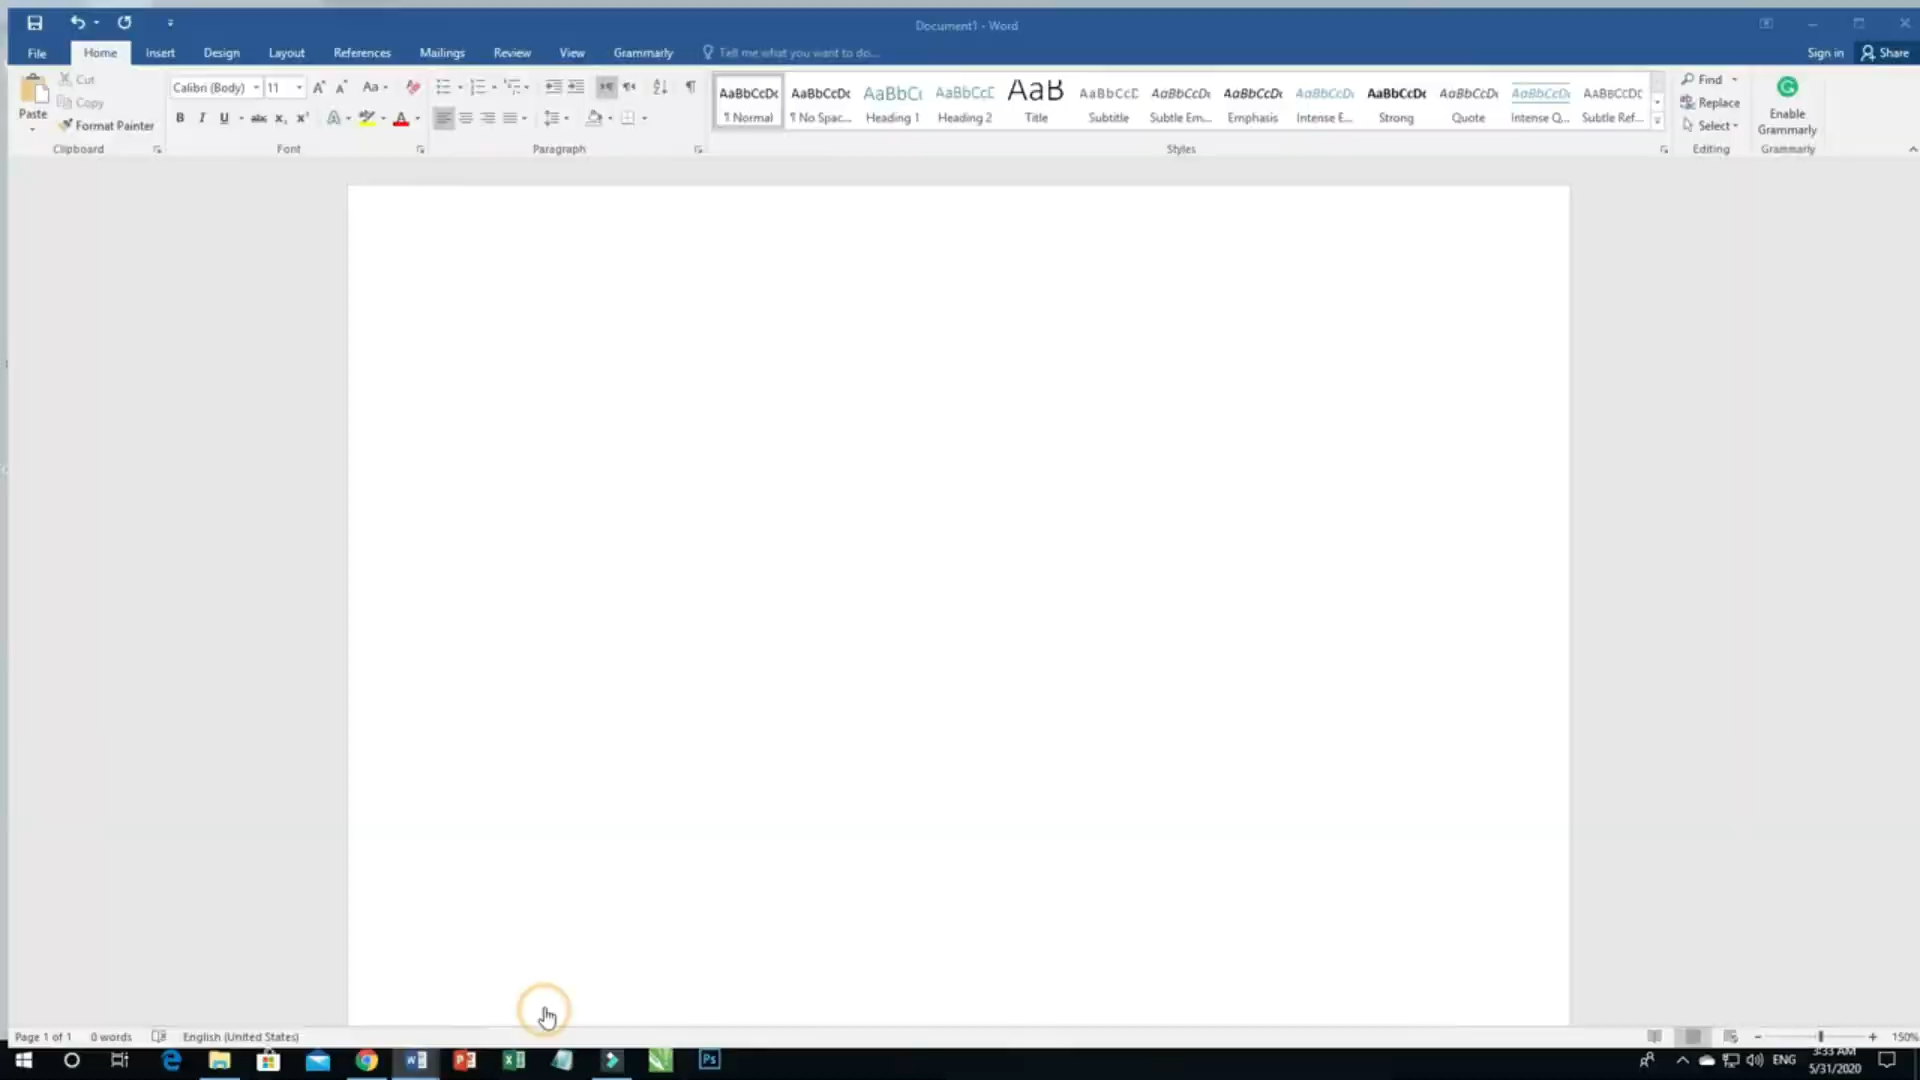 Document1 - Word
File Home Insert Design Layout References Mailings Review View Grammarly Tell me what you want to do... Sign in Share
Paste
Cut
Copy
Format Painter
Clipboard
Calibri (Body) 11
Font
Paragraph
AaBbCcDc AaBbCcDc AaBbCc AaBbCcC AaB AaBbCcC AaBbCcDc AaBbCcDc AaBbCcDc AaBbCcDc AaBbCcDc AaBbCcDc AABBCCDC
¶ Normal ¶ No Spac... Heading 1 Heading 2 Title Subtitle Subtle Em... Emphasis Intense E... Strong Quote Intense Q... Subtle Ref...
Styles
Find
Replace
Select
Editing
Enable
Grammarly
Grammarly
Page 1 of 1 0 words English (United States) 150%
ENG
3:33 AM
5/31/2020